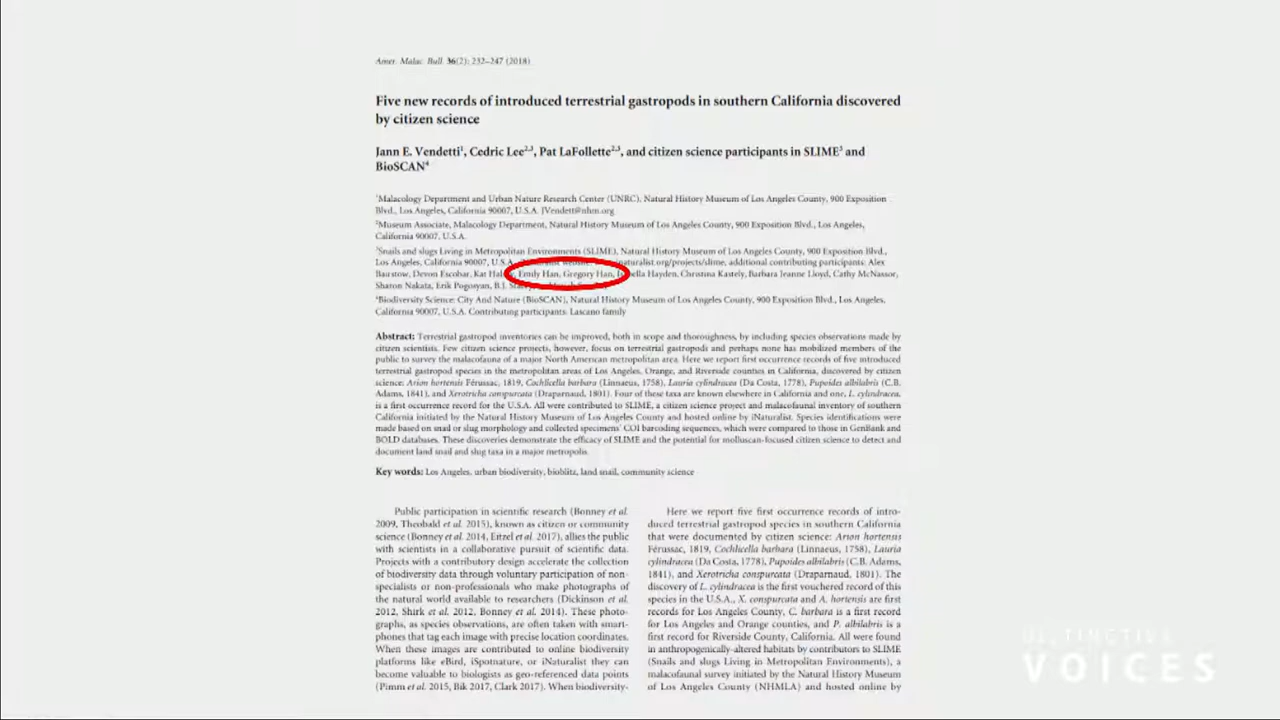 Amer. Malac. Bull. 36(2): 232–247 (2018)
Five new records of introduced terrestrial gastropods in southern California discovered
by citizen science
Jann E. Vendetti¹, Cedric Lee²,³, Pat LaFollette²,³, and citizen science participants in SLIME³ and
BioSCAN⁴
¹Malacology Department and Urban Nature Research Center (UNRC), Natural History Museum of Los Angeles County, 900 Exposition
Blvd., Los Angeles, California 90007, U.S.A. JVendett@nhm.org
²Museum Associate, Malacology Department, Natural History Museum of Los Angeles County, 900 Exposition Blvd., Los Angeles,
California 90007, U.S.A.
³Snails and slugs Living in Metropolitan Environments (SLIME), Natural History Museum of Los Angeles County, 900 Exposition Blvd.,
Los Angeles, California 90007, U.S.A. additional contributing participants: Alex
Bairstow, Devon Escobar, Kat Emily Han, Gregory Han, Hayden, Christina Kastely, Barbara Jeanne Lloyd, Cathy McNassor,
Sharon Nakata, Erik Pogoryan, B.J.
⁴Biodiversity Science: City And Nature (BioSCAN), Natural History Museum of Los Angeles County, 900 Exposition Blvd., Los Angeles,
California 90007, U.S.A. Contributing participants: Lascano family
Abstract: Terrestrial gastropod inventories can be improved, both in scope and thoroughness, by including species observations made by
citizen scientists. Few citizen science projects, however, focus on terrestrial gastropods and perhaps none has mobilized members of the
public to survey the malacofauna of a major North American metropolitan area. Here we report first occurrence records of five introduced
terrestrial gastropod species in the metropolitan areas of Los Angeles, Orange, and Riverside counties in California, discovered by citizen
science: Arion hortensis Férussac, 1819, Cochlicella barbara (Linnaeus, 1758), Lauria cylindracea (Da Costa, 1778), Pupoides albilabris (C.B.
Adams, 1841), and Xerotricha conspurcata (Draparnaud, 1801). Four of these taxa are known elsewhere in California and one, L. cylindracea,
is a first occurrence record for the U.S.A. All were contributed to SLIME, a citizen science project and malacofaunal inventory of southern
California initiated by the Natural History Museum of Los Angeles County and hosted online by iNaturalist. Species identifications were
made based on snail or slug morphology and collected specimens' COI barcoding sequences, which were compared to those in GenBank and
BOLD databases. These discoveries demonstrate the efficacy of SLIME and the potential for molluscan-focused citizen science to detect and
document land snail and slug taxa in a major metropolis.
Key words: Los Angeles, urban biodiversity, bioblitz, land snail, community science
Public participation in scientific research (Bonney et al.
2009, Theobald et al. 2015), known as citizen or community
science (Bonney et al. 2014, Eitzel et al. 2017), allies the public
with scientists in a collaborative pursuit of scientific data.
Projects with a contributory design accelerate the collection
of biodiversity data through voluntary participation of non-
specialists or non-professionals who make photographs of
the natural world available to researchers (Dickinson et al.
2012, Shirk et al. 2012, Bonney et al. 2014). These photo-
graphs, as species observations, are often taken with smart-
phones that tag each image with precise location coordinates.
When these images are contributed to online biodiversity
platforms like eBird, iSpotnature, or iNaturalist they can
become valuable to biologists as geo-referenced data points
(Pimm et al. 2015, Bik 2017, Clark 2017). When biodiversity-
Here we report five first occurrence records of intro-
duced terrestrial gastropod species in southern California
that were documented by citizen science: Arion hortensis
Férussac, 1819, Cochlicella barbara (Linnaeus, 1758), Lauria
cylindracea (Da Costa, 1778), Pupoides albilabris (C.B. Adams,
1841), and Xerotricha conspurcata (Draparnaud, 1801). The
discovery of L. cylindracea is the first vouchered record of this
species in the U.S.A., X. conspurcata and A. hortensis are first
records for Los Angeles County, C. barbara is a first record
for Los Angeles and Orange counties, and P. albilabris is a
first record for Riverside County, California. All were found
in anthropogenically-altered habitats by contributors to SLIME
(Snails and slugs Living in Metropolitan Environments), a
malacofaunal survey initiated by the Natural History Museum
of Los Angeles County (NHMLA) and hosted online by
VOICES